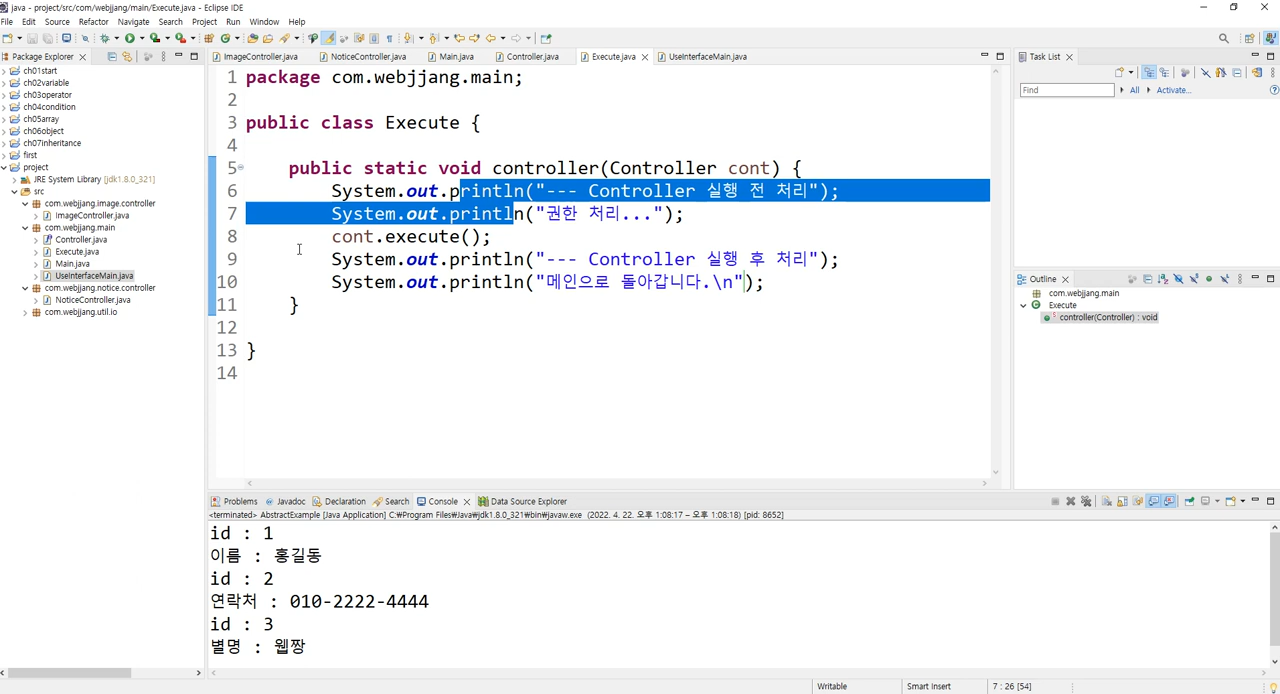 java - project/src/com/webjjang/main/Execute.java - Eclipse IDE
File Edit Source Refactor Navigate Search Project Run Window Help
Package Explorer
ch01start
ch02variable
ch03operator
ch04condition
ch05array
ch06object
ch07inheritance
first
project
JRE System Library [jdk1.8.0_321]
src
com.webjjang.image.controller
ImageController.java
com.webjjang.main
Controller.java
Execute.java
Main.java
UseInterfaceMain.java
com.webjjang.notice.controller
NoticeController.java
com.webjjang.util.io
ImageController.java NoticeController.java Main.java Controller.java Execute.java UseInterfaceMain.java
1 package com.webjjang.main;
2
3 public class Execute {
4
5 public static void controller(Controller cont) {
6 System.out.println("--- Controller 실행 전 처리");
7 System.out.println("권한 처리...");
8 cont.execute();
9 System.out.println("--- Controller 실행 후 처리");
10 System.out.println("메인으로 돌아갑니다.\n");
11 }
12
13 }
14
Task List
Find All Activate...
Outline
com.webjjang.main
Execute
controller(Controller) : void
Problems Javadoc Declaration Search Console Data Source Explorer
<terminated> AbstractExample [Java Application] C:₩Program Files₩Java₩jdk1.8.0_321₩bin₩javaw.exe (2022. 4. 22. 오후 1:08:17 – 오후 1:08:18) [pid: 8652]
id : 1
이름 : 홍길동
id : 2
연락처 : 010-2222-4444
id : 3
별명 : 웹짱
Writable Smart Insert 7 : 26 [54]